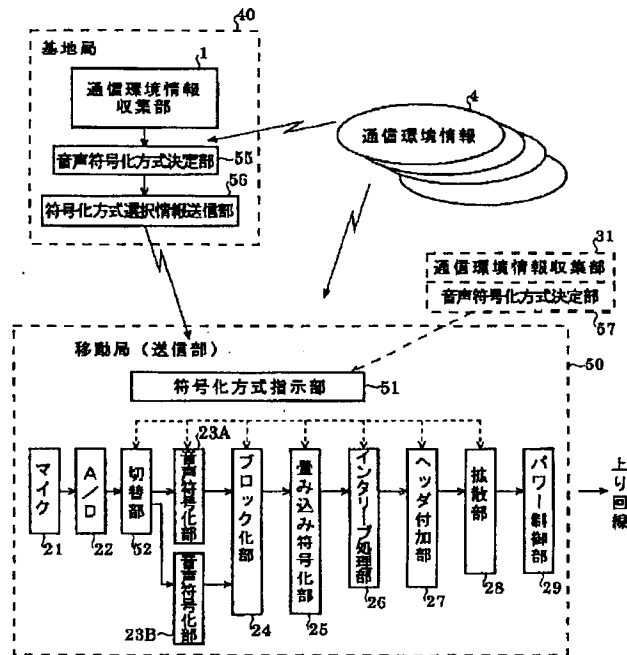 40
基地局
1
通信環境情報
収集部
4
通信環境情報
音声符号化方式決定部
55
56
符号化方式選択情報送信部
31
通信環境情報収集部
音声符号化方式決定部
57
移動局(送信部)
50
符号化方式指示部
51
23A
マイク
21
A/D
22
切替部
52
音声符号化部
音声符号化部
23B
ブロック化部
24
畳み込み符号化部
25
インタリーブ処理部
26
ヘッダ付加部
27
拡散部
28
パワー制御部
29
上り回線